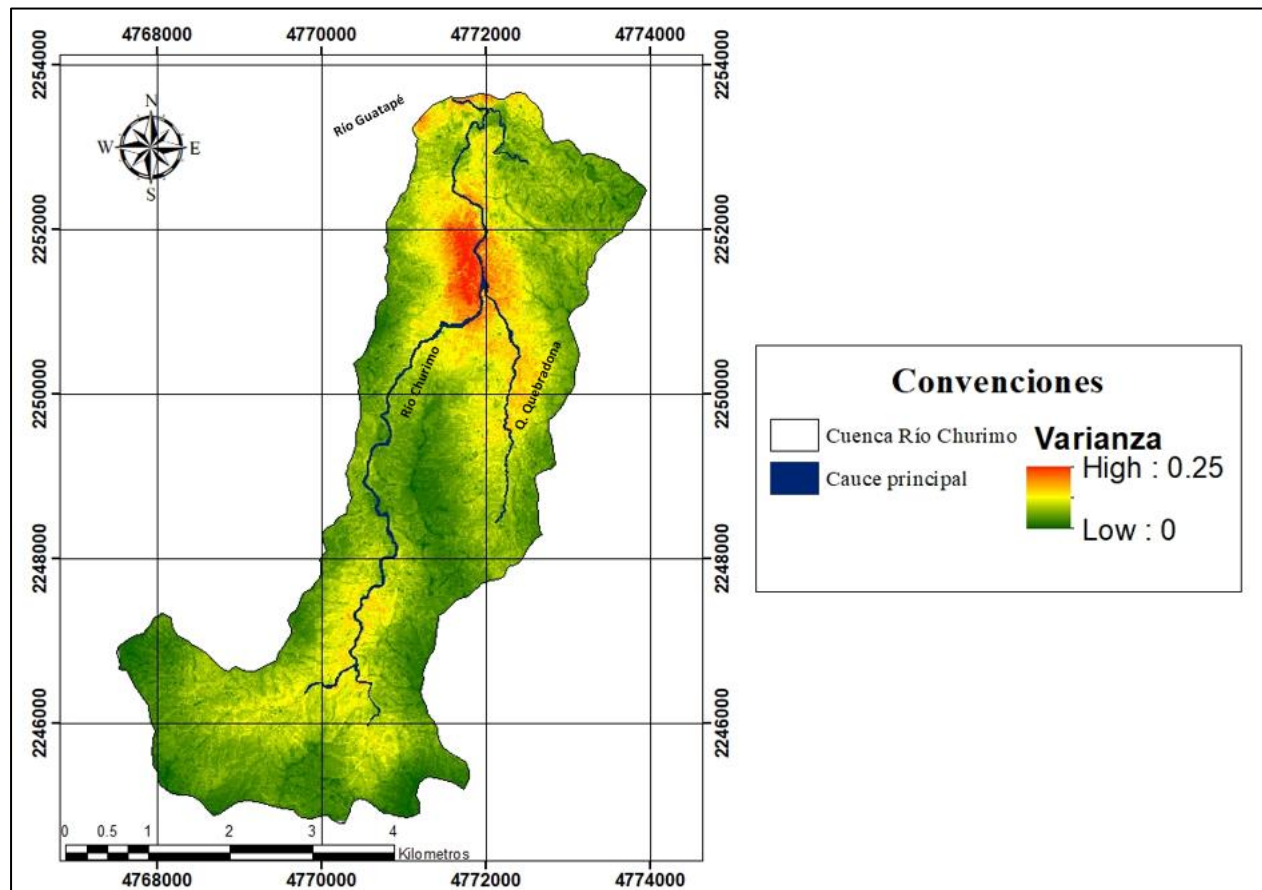 4768000 4770000 4772000 4774000
2254000 2254000
Río Guatapé
N
W E
S
2252000 2252000
Río Churimo
Q. Quebradona
2250000 2250000
2248000 2248000
2246000 2246000
0 0.5 1 2 3 4
Kilometros
4768000 4770000 4772000 4774000
Convenciones
Cuenca Río Churimo
Cauce principal
Varianza
High : 0.25
Low : 0